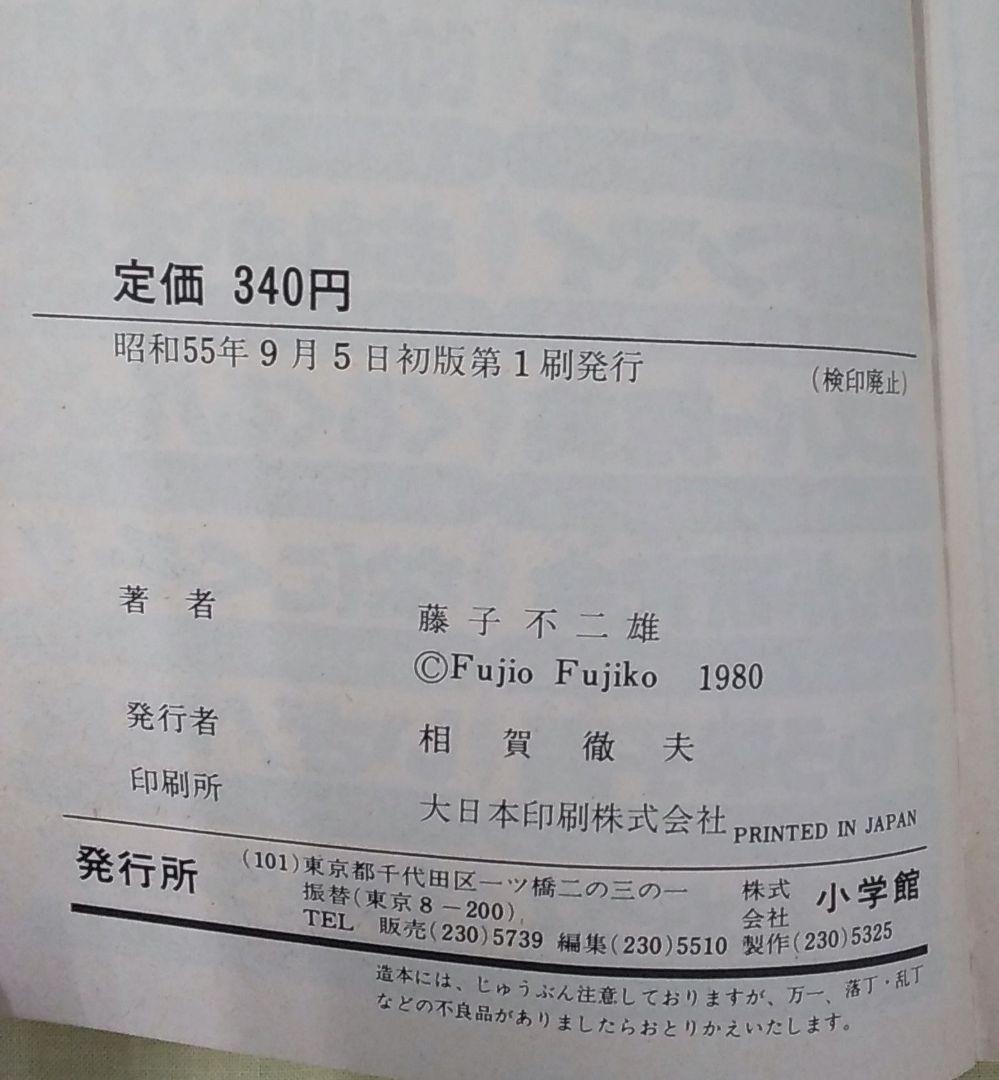 定価 340円
昭和55年9月5日初版第1刷発行 (検印廃止)
著者 藤子不二雄
©Fujio Fujiko 1980
発行者 相賀徹夫
印刷所 大日本印刷株式会社 PRINTED IN JAPAN
発行所 (101)東京都千代田区一ツ橋二の三の一 株式会社 小学館
振替(東京8-200)
TEL 販売(230)5739 編集(230)5510 製作(230)5325
造本には、じゅうぶん注意しておりますが、万一、落丁・乱丁
などの不良品がありましたらおとりかえいたします。